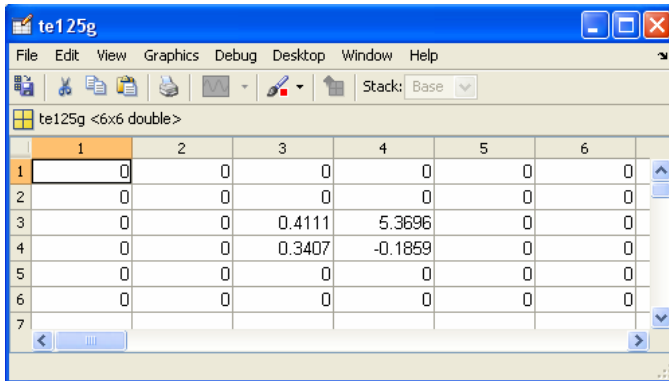 te125g
File Edit View Graphics Debug Desktop Window Help
Stack: Base
te125g <6x6 double>
1 2 3 4 5 6
1 0 0 0 0 0 0
2 0 0 0 0 0 0
3 0 0 0.4111 5.3696 0 0
4 0 0 0.3407 -0.1859 0 0
5 0 0 0 0 0 0
6 0 0 0 0 0 0
7